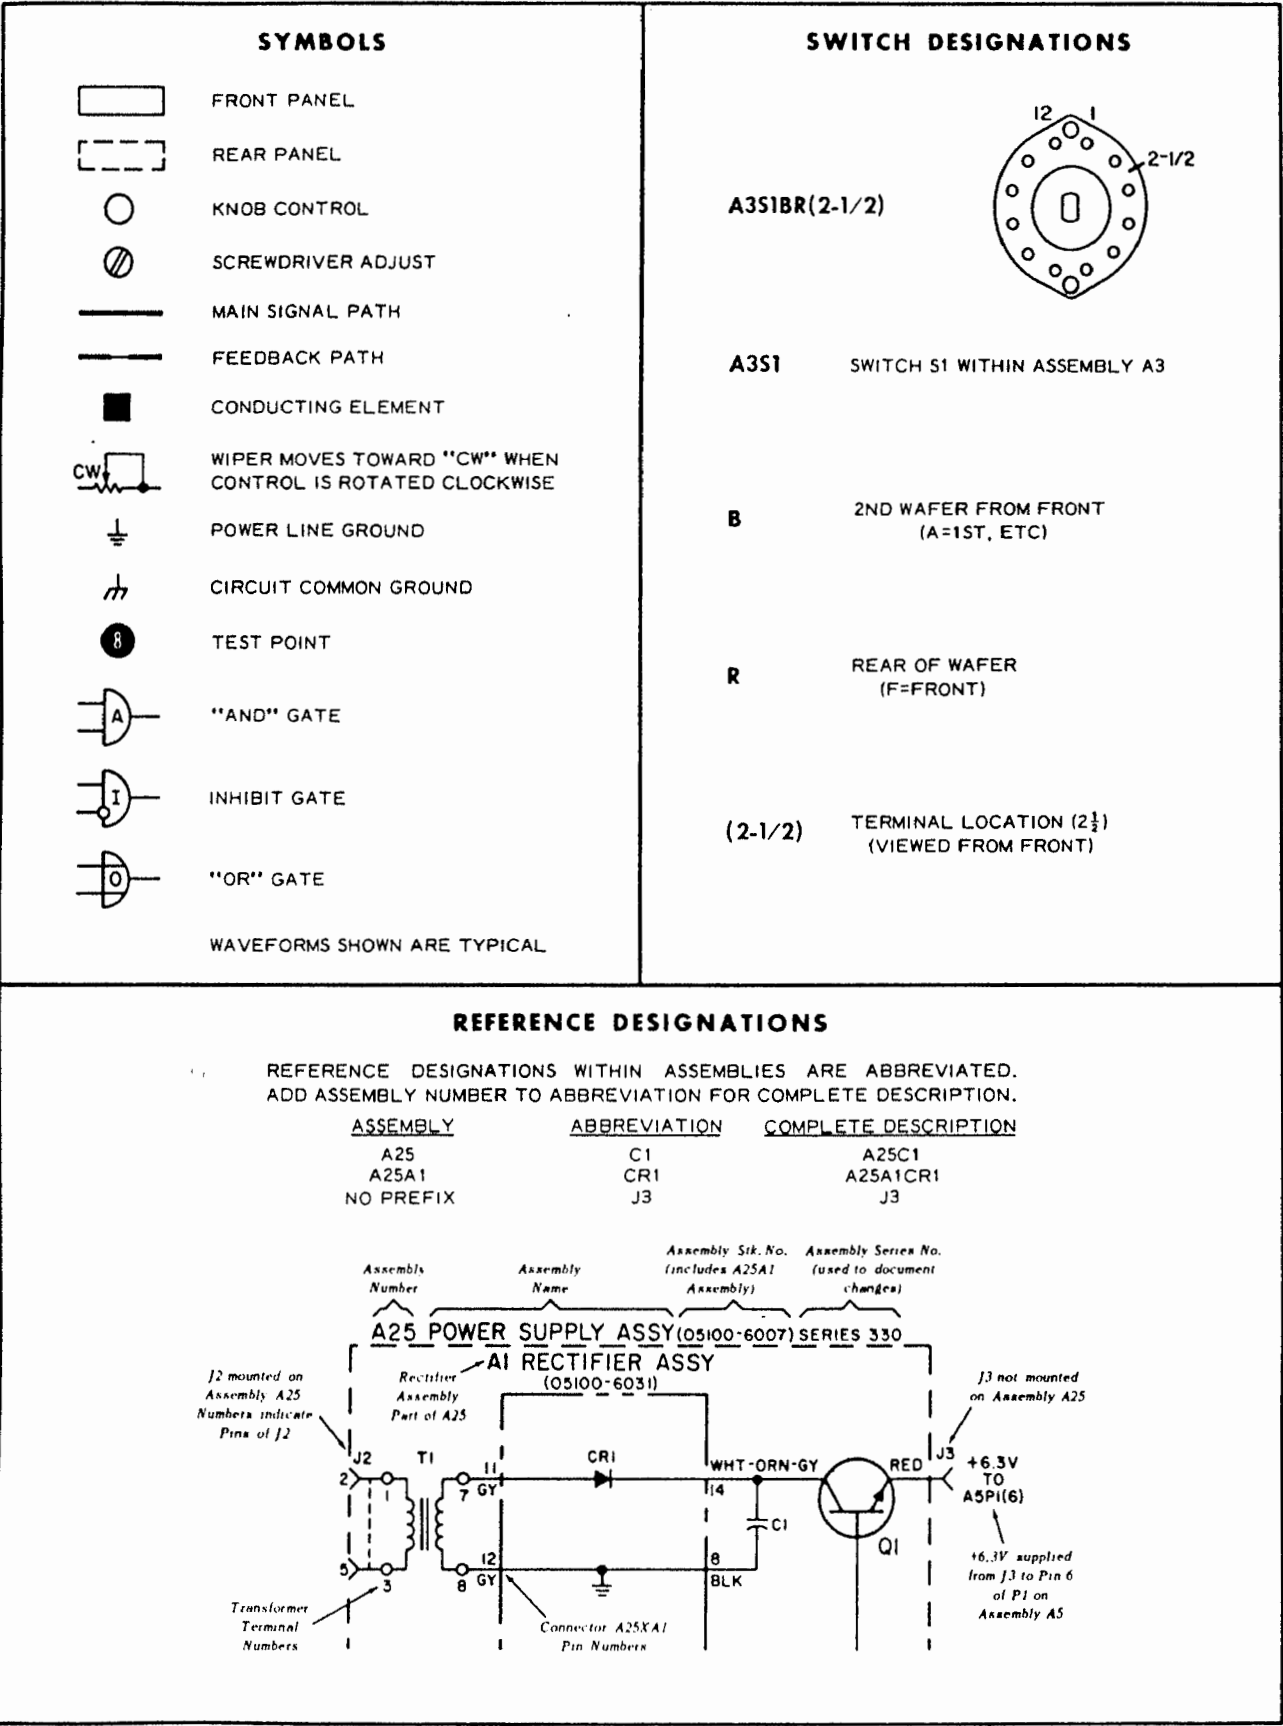 SYMBOLS
FRONT PANEL
REAR PANEL
KNOB CONTROL
SCREWDRIVER ADJUST
MAIN SIGNAL PATH
FEEDBACK PATH
CONDUCTING ELEMENT
CW
WIPER MOVES TOWARD "CW" WHEN
CONTROL IS ROTATED CLOCKWISE
POWER LINE GROUND
CIRCUIT COMMON GROUND
8
TEST POINT
A
"AND" GATE
I
INHIBIT GATE
O
"OR" GATE
WAVEFORMS SHOWN ARE TYPICAL
SWITCH DESIGNATIONS
12 1
2-1/2
A3S1BR(2-1/2)
A3S1 SWITCH S1 WITHIN ASSEMBLY A3
B 2ND WAFER FROM FRONT
(A=1ST, ETC)
R REAR OF WAFER
(F=FRONT)
(2-1/2) TERMINAL LOCATION (2½)
(VIEWED FROM FRONT)
REFERENCE DESIGNATIONS
REFERENCE DESIGNATIONS WITHIN ASSEMBLIES ARE ABBREVIATED.
ADD ASSEMBLY NUMBER TO ABBREVIATION FOR COMPLETE DESCRIPTION.
ASSEMBLY ABBREVIATION COMPLETE DESCRIPTION
A25 C1 A25C1
A25A1 CR1 A25A1CR1
NO PREFIX J3 J3
Assembly
Number
Assembly
Name
Assembly Stk. No.
(includes A25A1
Assembly)
Assembly Series No.
(used to document
changes)
A25 POWER SUPPLY ASSY(05100-6007) SERIES 330
A1 RECTIFIER ASSY
(05100-6031)
J2 mounted on
Assembly A25
Numbers indicate
Pins of J2
Rectifier
Assembly
Part of A25
J3 not mounted
on Assembly A25
J2
T1
CR1
WHT-ORN-GY
RED
J3
+6.3V
TO
A5P1(6)
2
1
7
11
GY
14
C1
Q1
5
3
8
12
GY
8
BLK
+6.3V supplied
from J3 to Pin 6
of P1 on
Assembly A5
Transformer
Terminal
Numbers
Connector A25XA1
Pin Numbers